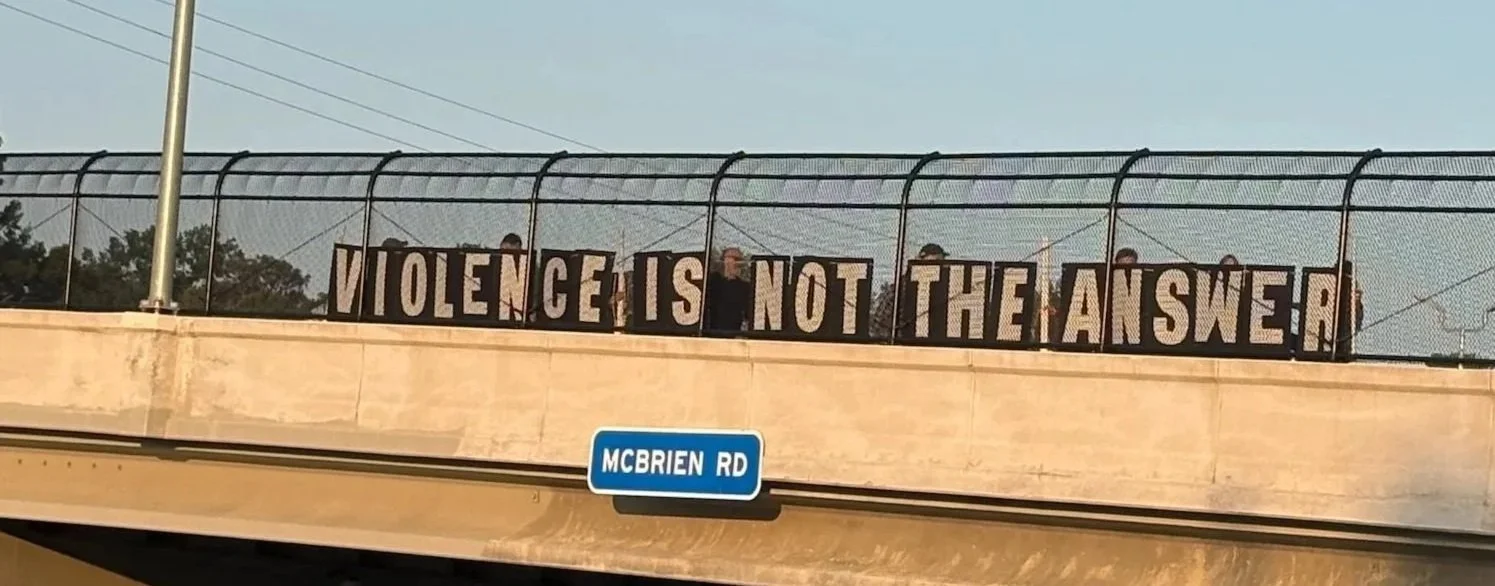 VIOLENCE IS NOT THE ANSWER
MCBRIEN RD